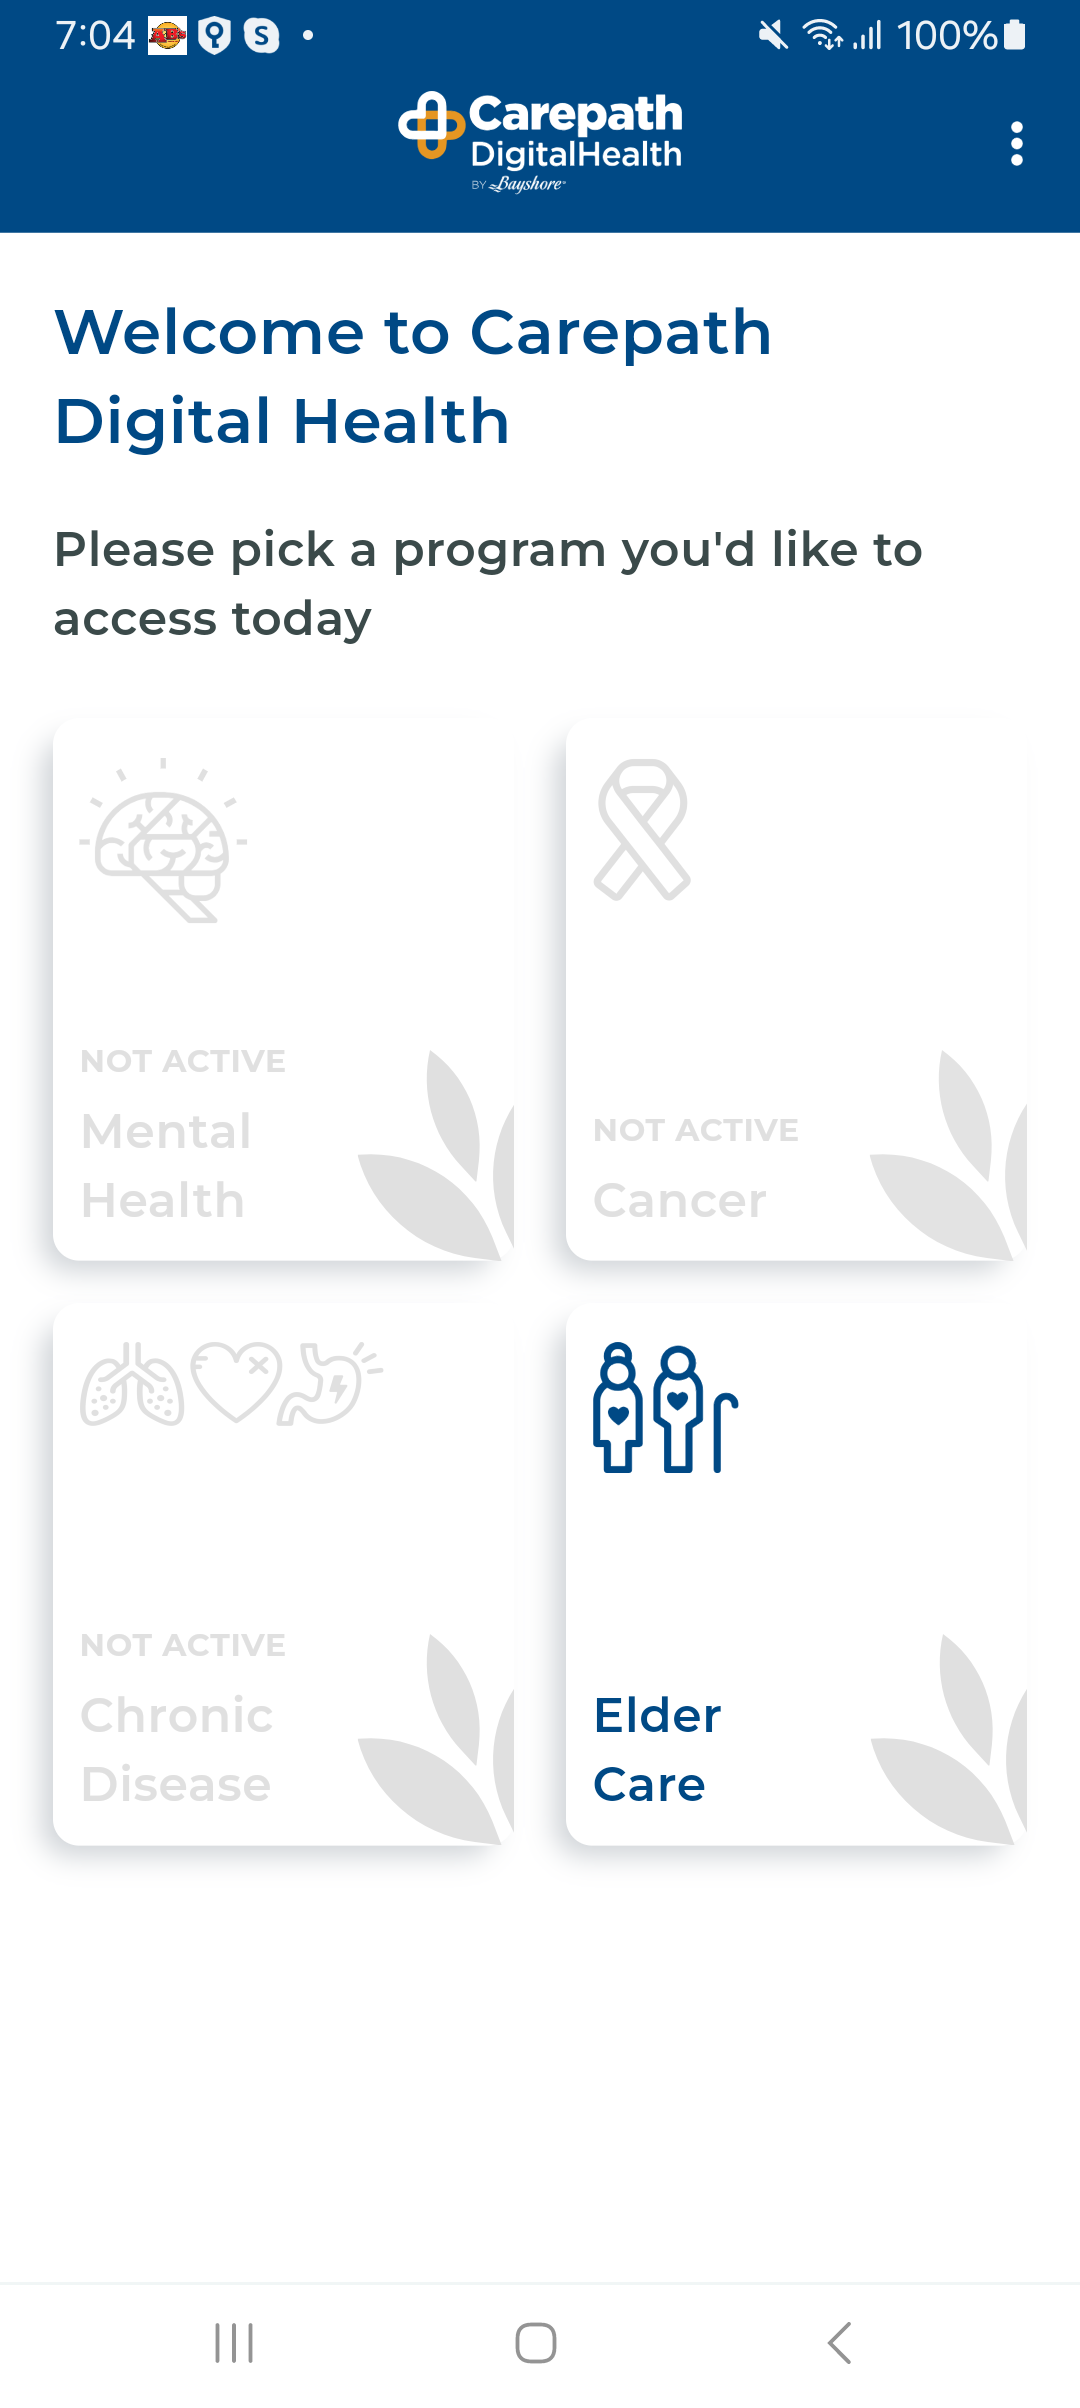 7:04
S
100%
Carepath
DigitalHealth
BY Bayshore
Welcome to Carepath
Digital Health
Please pick a program you'd like to
access today
NOT ACTIVE
Mental
Health
NOT ACTIVE
Cancer
NOT ACTIVE
Chronic
Disease
Elder
Care